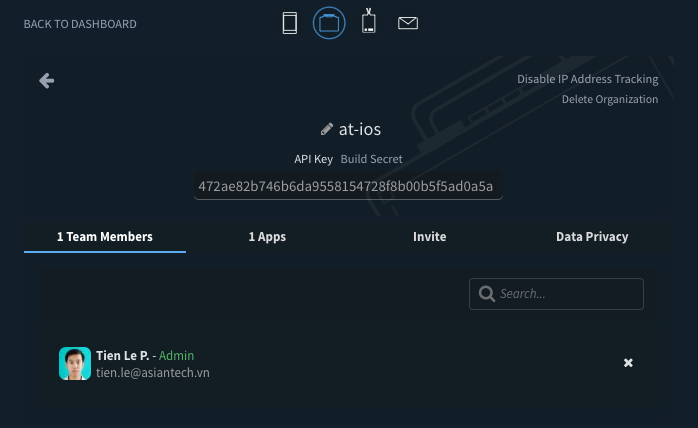 BACK TO DASHBOARD
Disable IP Address Tracking
Delete Organization
at-ios
API Key Build Secret
472ae82b746b6da9558154728f8b00b5f5ad0a5a
1 Team Members 1 Apps Invite Data Privacy
Search...
Tien Le P. - Admin
tien.le@asiantech.vn